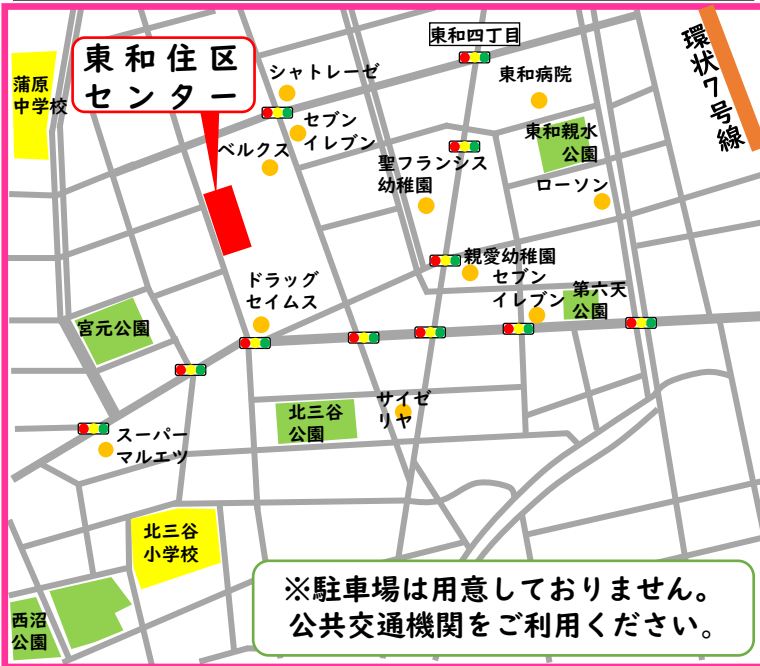 東和四丁目
環状7号線
東和住区
センター
蒲原
中学校
シャトレーゼ
東和病院
セブン
イレブン
ベルクス
東和親水
公園
聖フランシス
幼稚園
ローソン
親愛幼稚園
セブン
イレブン
第六天
公園
ドラッグ
セイムス
宮元公園
サイゼ
リヤ
北三谷
公園
スーパー
マルエツ
北三谷
小学校
西沼
公園
※駐車場は用意しておりません。
公共交通機関をご利用ください。